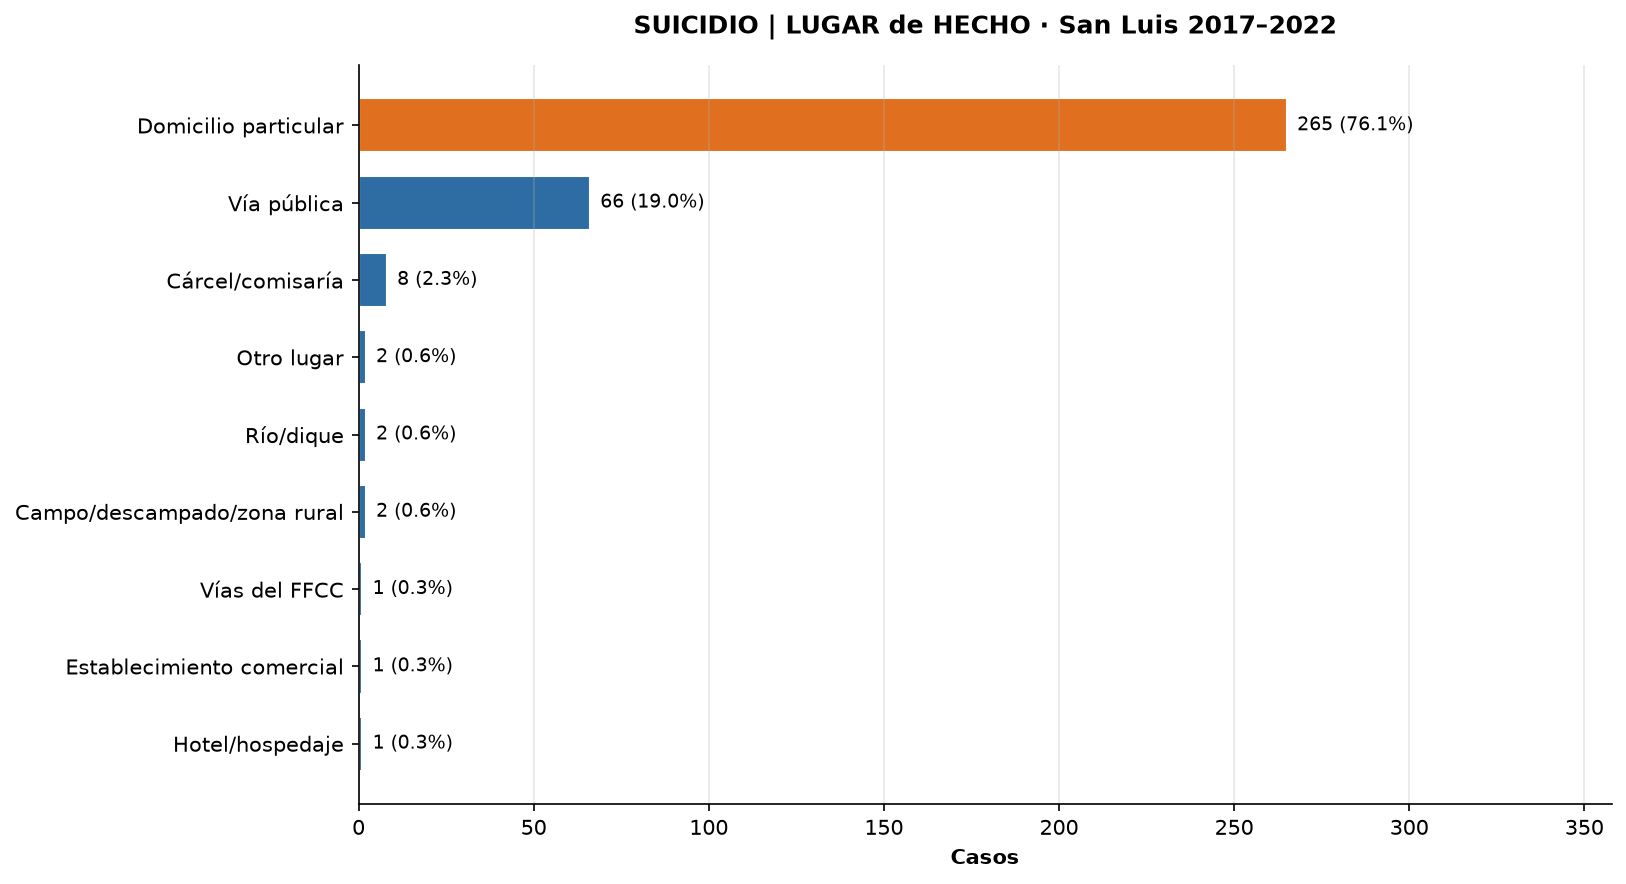 SUICIDIO | LUGAR de HECHO · San Luis 2017–2022
Domicilio particular 265 (76.1%)
Vía pública 66 (19.0%)
Cárcel/comisaría 8 (2.3%)
Otro lugar 2 (0.6%)
Río/dique 2 (0.6%)
Campo/descampado/zona rural 2 (0.6%)
Vías del FFCC 1 (0.3%)
Establecimiento comercial 1 (0.3%)
Hotel/hospedaje 1 (0.3%)
0 50 100 150 200 250 300 350
Casos